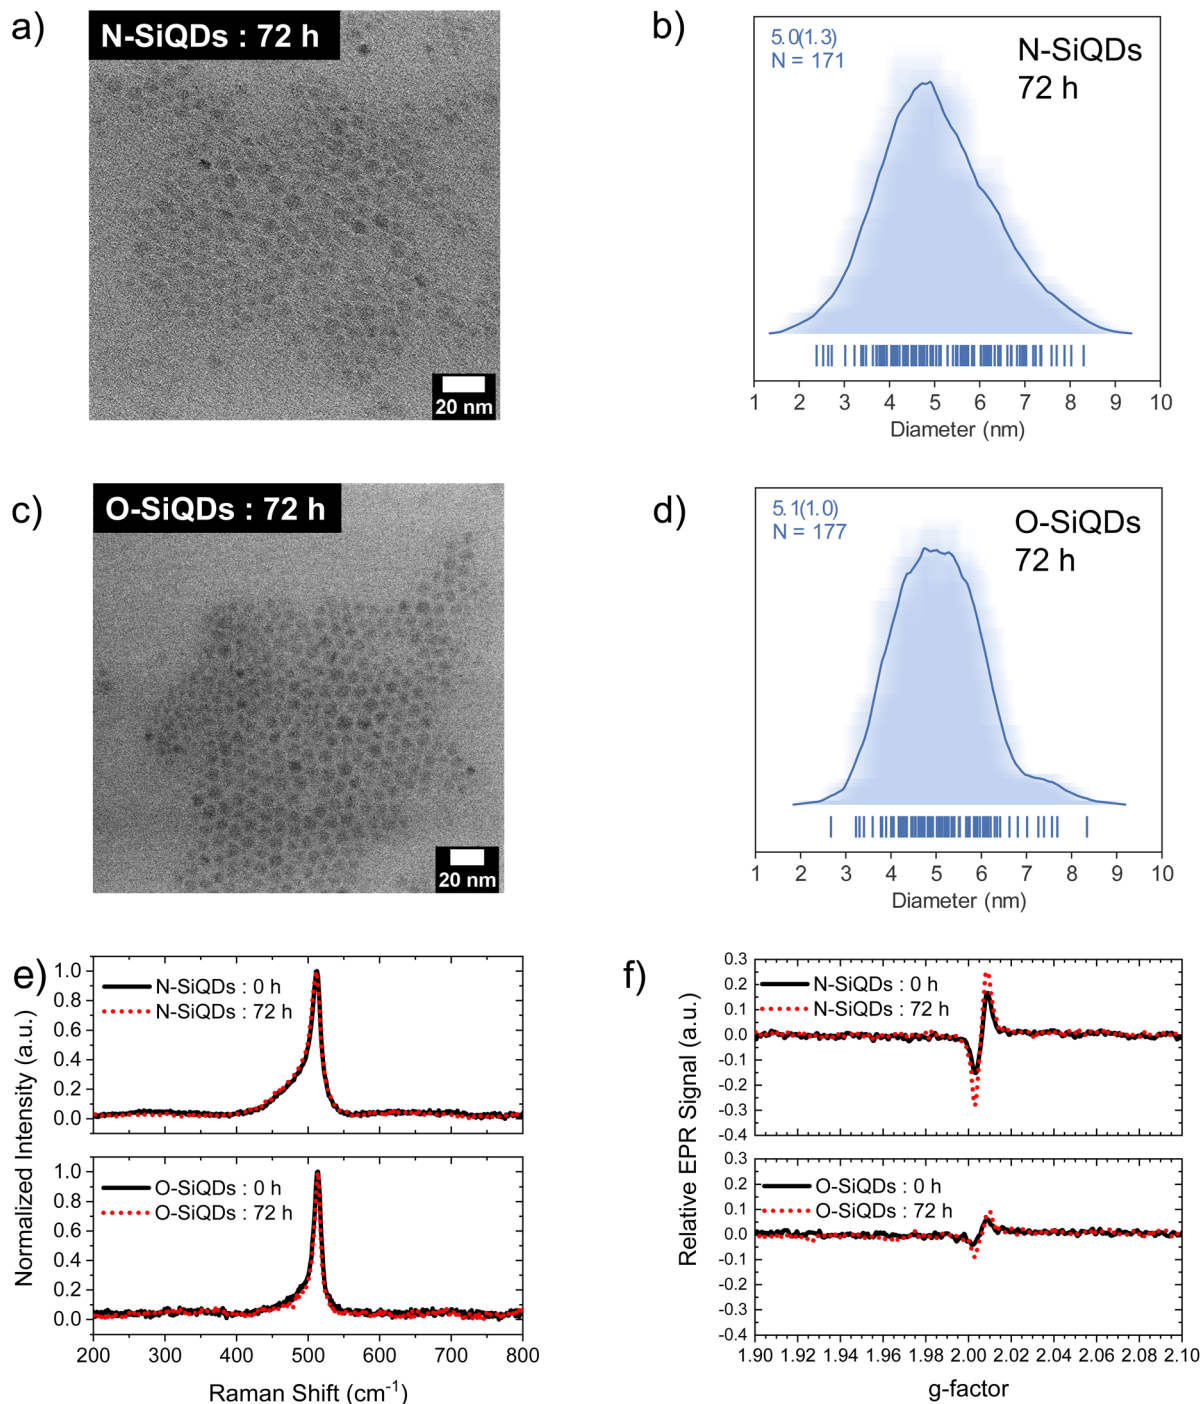 a)
N-SiQDs : 72 h
20 nm
b)
5.0(1.3)
N = 171
N-SiQDs
72 h
1 2 3 4 5 6 7 8 9 10
Diameter (nm)
c)
O-SiQDs : 72 h
20 nm
d)
5.1(1.0)
N = 177
O-SiQDs
72 h
1 2 3 4 5 6 7 8 9 10
Diameter (nm)
e)
Normalized Intensity (a.u.)
1.0
0.8
0.6
0.4
0.2
0.0
N-SiQDs : 0 h
N-SiQDs : 72 h
1.0
0.8
0.6
0.4
0.2
0.0
O-SiQDs : 0 h
O-SiQDs : 72 h
200 300 400 500 600 700 800
Raman Shift (cm⁻¹)
f)
Relative EPR Signal (a.u.)
0.3
0.2
0.1
0.0
-0.1
-0.2
-0.3
-0.4
N-SiQDs : 0 h
N-SiQDs : 72 h
0.3
0.2
0.1
0.0
-0.1
-0.2
-0.3
-0.4
O-SiQDs : 0 h
O-SiQDs : 72 h
1.90 1.92 1.94 1.96 1.98 2.00 2.02 2.04 2.06 2.08 2.10
g-factor